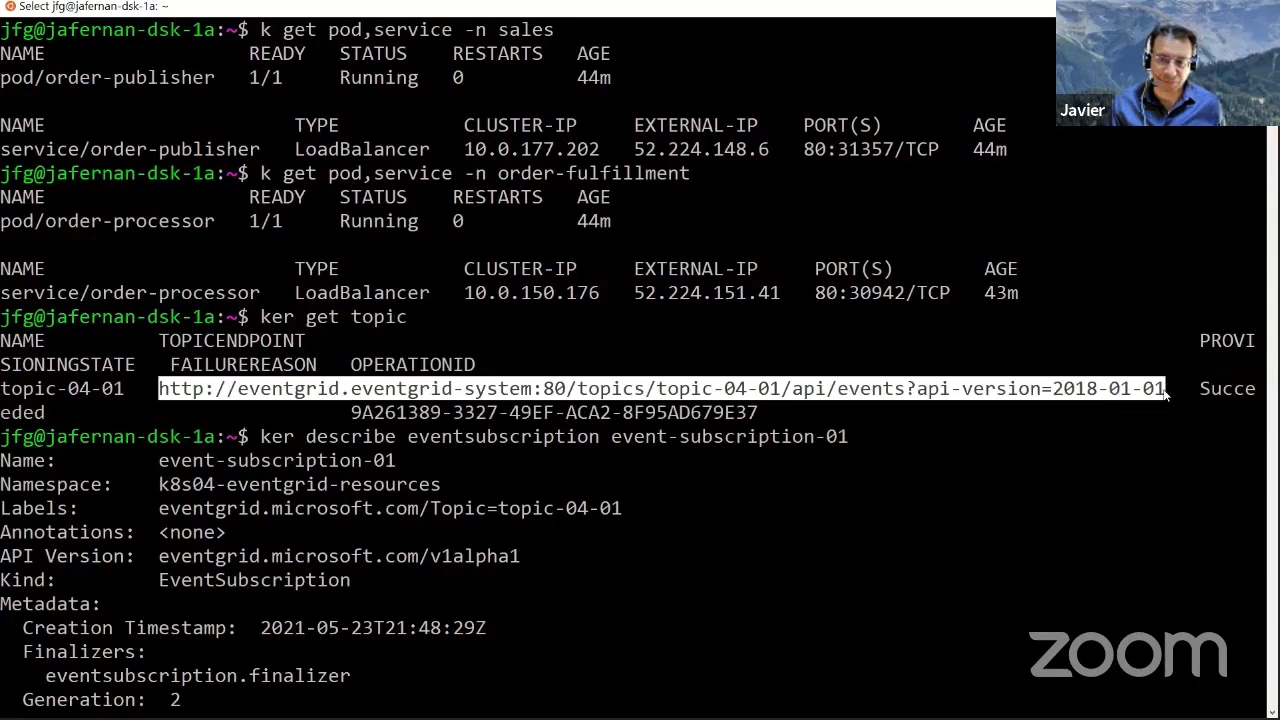 Select jfg@jafernan-dsk-1a: ~
jfg@jafernan-dsk-1a:~$ k get pod,service -n sales
NAME READY STATUS RESTARTS AGE
pod/order-publisher 1/1 Running 0 44m
NAME TYPE CLUSTER-IP EXTERNAL-IP PORT(S) AGE
service/order-publisher LoadBalancer 10.0.177.202 52.224.148.6 80:31357/TCP 44m
jfg@jafernan-dsk-1a:~$ k get pod,service -n order-fulfillment
NAME READY STATUS RESTARTS AGE
pod/order-processor 1/1 Running 0 44m
NAME TYPE CLUSTER-IP EXTERNAL-IP PORT(S) AGE
service/order-processor LoadBalancer 10.0.150.176 52.224.151.41 80:30942/TCP 43m
jfg@jafernan-dsk-1a:~$ ker get topic
NAME TOPICENDPOINT PROVI
SIONINGSTATE FAILUREREASON OPERATIONID
topic-04-01 http://eventgrid.eventgrid-system:80/topics/topic-04-01/api/events?api-version=2018-01-01 Succe
eded 9A261389-3327-49EF-ACA2-8F95AD679E37
jfg@jafernan-dsk-1a:~$ ker describe eventsubscription event-subscription-01
Name: event-subscription-01
Namespace: k8s04-eventgrid-resources
Labels: eventgrid.microsoft.com/Topic=topic-04-01
Annotations: <none>
API Version: eventgrid.microsoft.com/v1alpha1
Kind: EventSubscription
Metadata:
Creation Timestamp: 2021-05-23T21:48:29Z
Finalizers:
eventsubscription.finalizer
Generation: 2
Javier
zoom